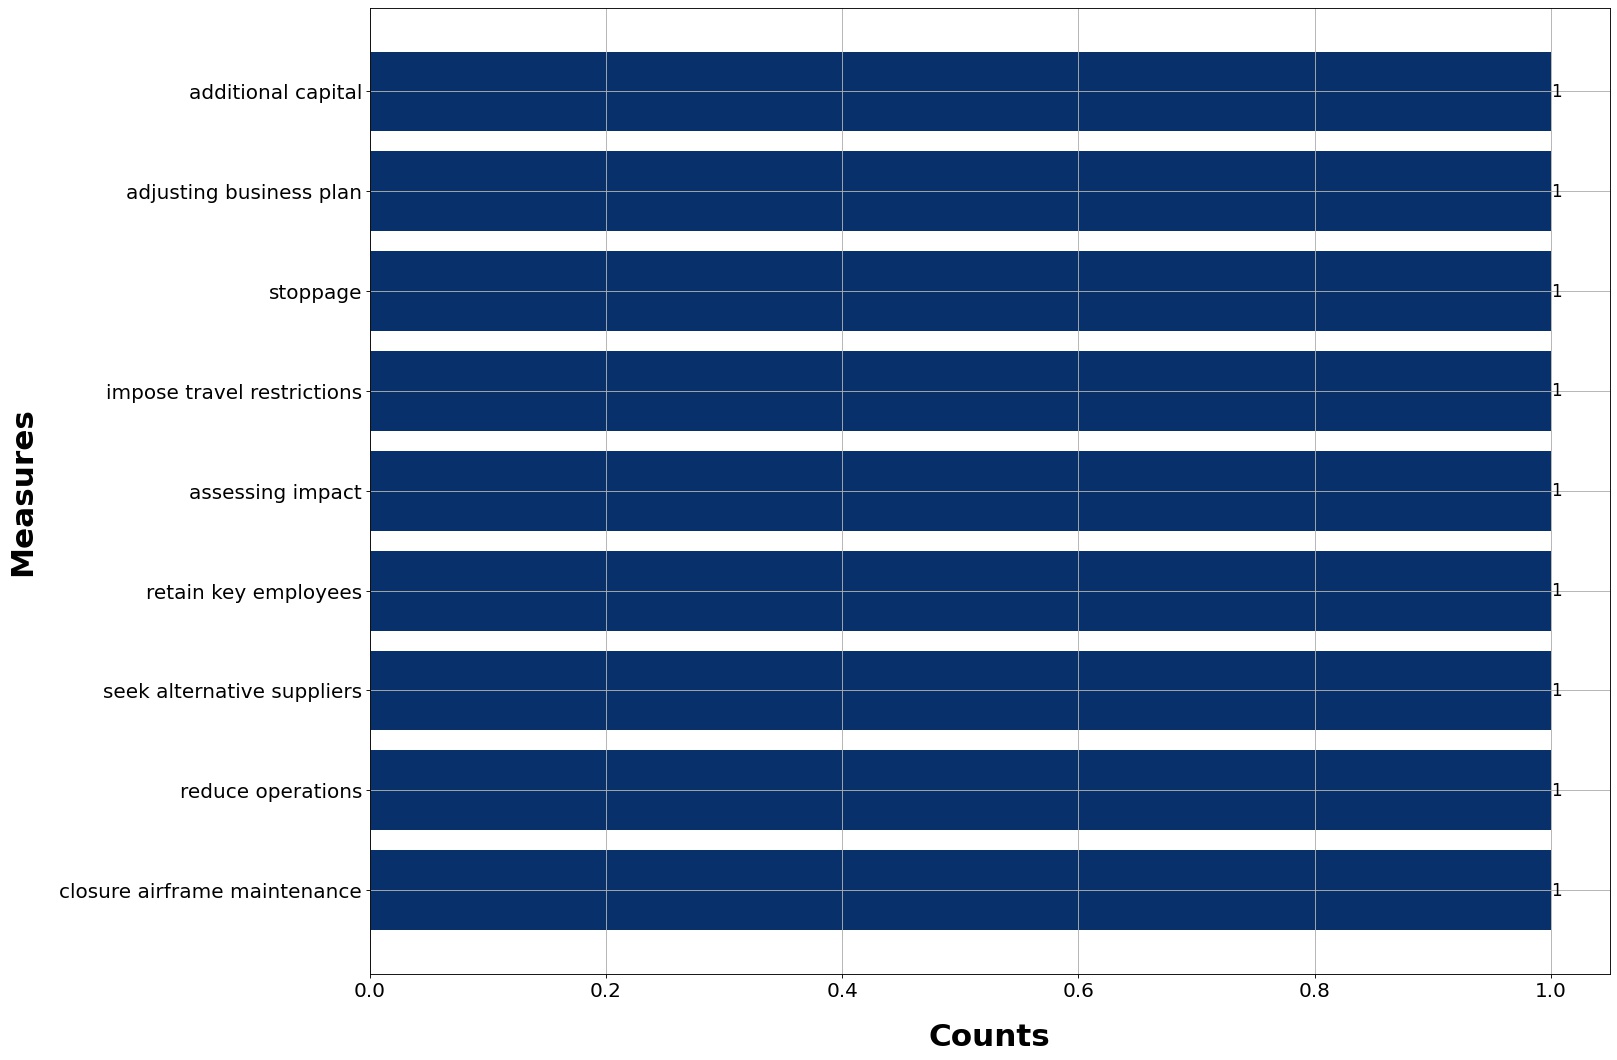 additional capital 1
adjusting business plan 1
stoppage 1
impose travel restrictions 1
assessing impact 1
retain key employees 1
seek alternative suppliers 1
reduce operations 1
closure airframe maintenance 1
Measures
0.0 0.2 0.4 0.6 0.8 1.0
Counts